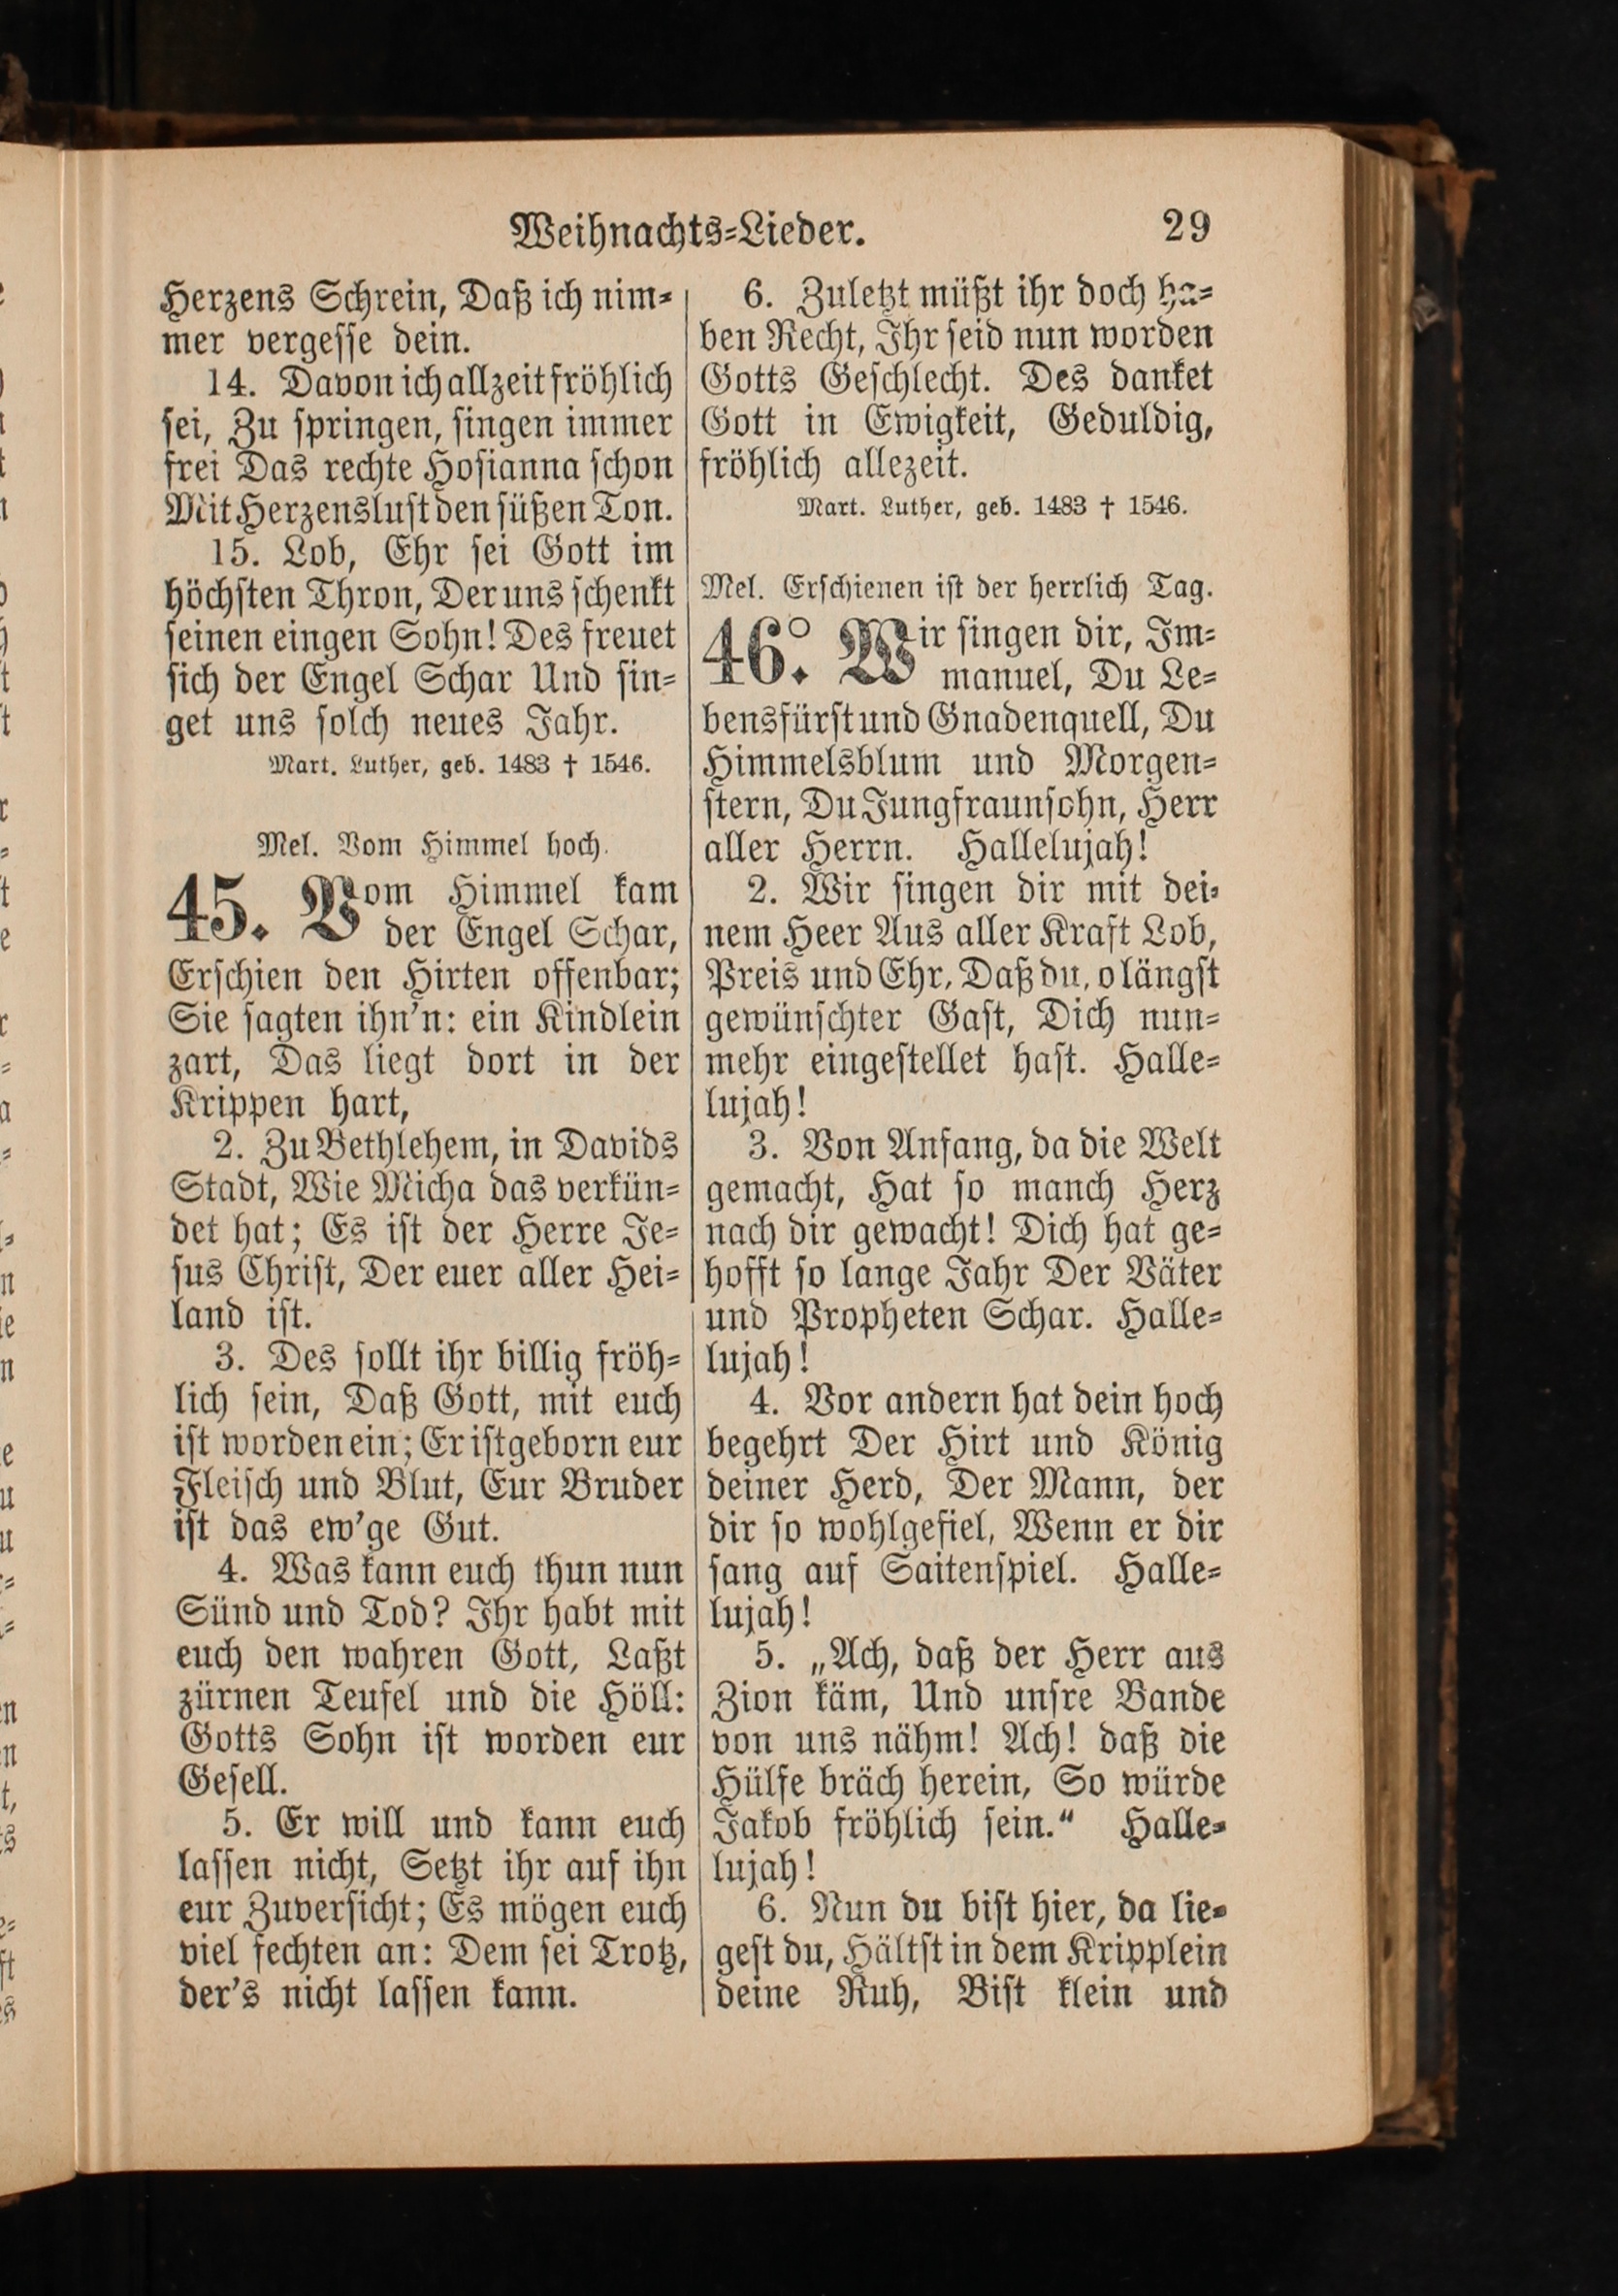 Weihnachts-Lieder. 29
Herzens Schrein, Daß ich nim-
mer vergesse dein.
14. Davon ich allzeit fröhlich
sei, Zu springen, singen immer
frei Das rechte Hosianna schon
Mit Herzenslust den süßen Ton.
15. Lob, Ehr sei Gott im
höchsten Thron, Der uns schenkt
seinen eingen Sohn! Des freuet
sich der Engel Schar Und sin-
get uns solch neues Jahr.
Mart. Luther, geb. 1483 † 1546.
Mel. Vom Himmel hoch.
45. Vom Himmel kam
der Engel Schar,
Erschien den Hirten offenbar;
Sie sagten ihn'n: ein Kindlein
zart, Das liegt dort in der
Krippen hart,
2. Zu Bethlehem, in Davids
Stadt, Wie Micha das verkün-
det hat; Es ist der Herre Je-
sus Christ, Der euer aller Hei-
land ist.
3. Des sollt ihr billig fröh-
lich sein, Daß Gott, mit euch
ist worden ein; Er ist geborn eur
Fleisch und Blut, Eur Bruder
ist das ew'ge Gut.
4. Was kann euch thun nun
Sünd und Tod? Ihr habt mit
euch den wahren Gott, Laßt
zürnen Teufel und die Höll:
Gotts Sohn ist worden eur
Gesell.
5. Er will und kann euch
lassen nicht, Setzt ihr auf ihn
eur Zuversicht; Es mögen euch
viel fechten an: Dem sei Trotz,
der's nicht lassen kann.
6. Zuletzt müßt ihr doch ha-
ben Recht, Ihr seid nun worden
Gotts Geschlecht. Des danket
Gott in Ewigkeit, Geduldig,
fröhlich allezeit.
Mart. Luther, geb. 1483 † 1546.
Mel. Erschienen ist der herrlich Tag.
46. Wir singen dir, Im-
manuel, Du Le-
bensfürst und Gnadenquell, Du
Himmelsblum und Morgen-
stern, Du Jungfraunsohn, Herr
aller Herrn. Hallelujah!
2. Wir singen dir mit dei-
nem Heer Aus aller Kraft Lob,
Preis und Ehr, Daß du, o längst
gewünschter Gast, Dich nun-
mehr eingestellet hast. Halle-
lujah!
3. Von Anfang, da die Welt
gemacht, Hat so manch Herz
nach dir gewacht! Dich hat ge-
hofft so lange Jahr Der Väter
und Propheten Schar. Halle-
lujah!
4. Vor andern hat dein hoch
begehrt Der Hirt und König
deiner Herd, Der Mann, der
dir so wohlgefiel, Wenn er dir
sang auf Saitenspiel. Halle-
lujah!
5. „Ach, daß der Herr aus
Zion käm, Und unsre Bande
von uns nähm! Ach! daß die
Hülfe bräch herein, So würde
Jakob fröhlich sein.“ Halle-
lujah!
6. Nun du bist hier, da lie-
gest du, Hältst in dem Kripplein
deine Ruh, Bist klein und